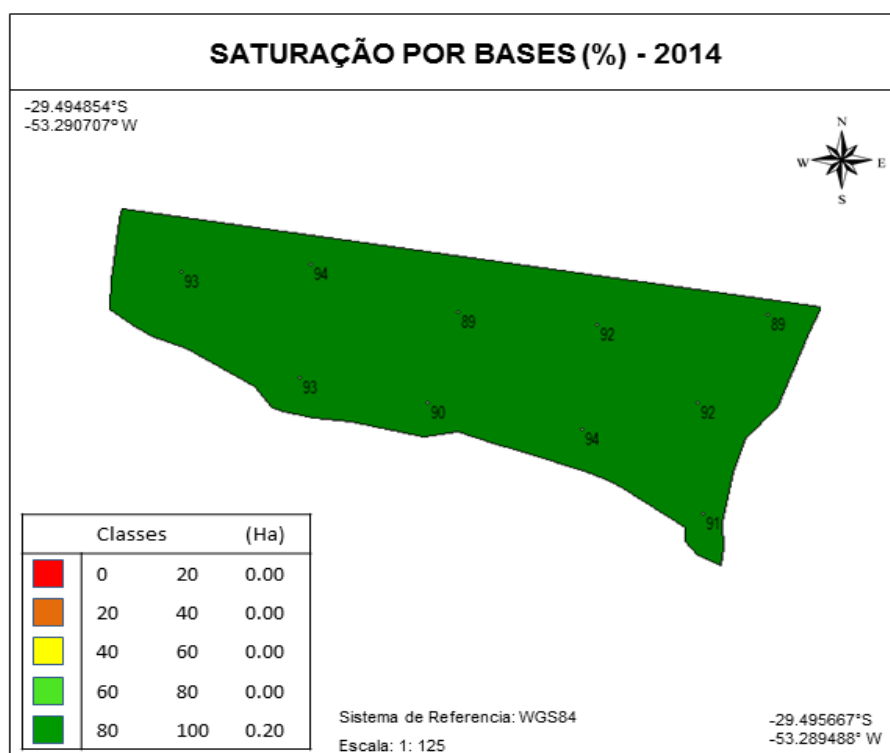 SATURAÇÃO POR BASES (%) - 2014
-29.494854°S
-53.290707º W
N
W E
S
93
94
89
92
89
93
90
94
92
91
Classes (Ha)
0 20 0.00
20 40 0.00
40 60 0.00
60 80 0.00
80 100 0.20
Sistema de Referencia: WGS84
Escala: 1: 125
-29.495667°S
-53.289488° W